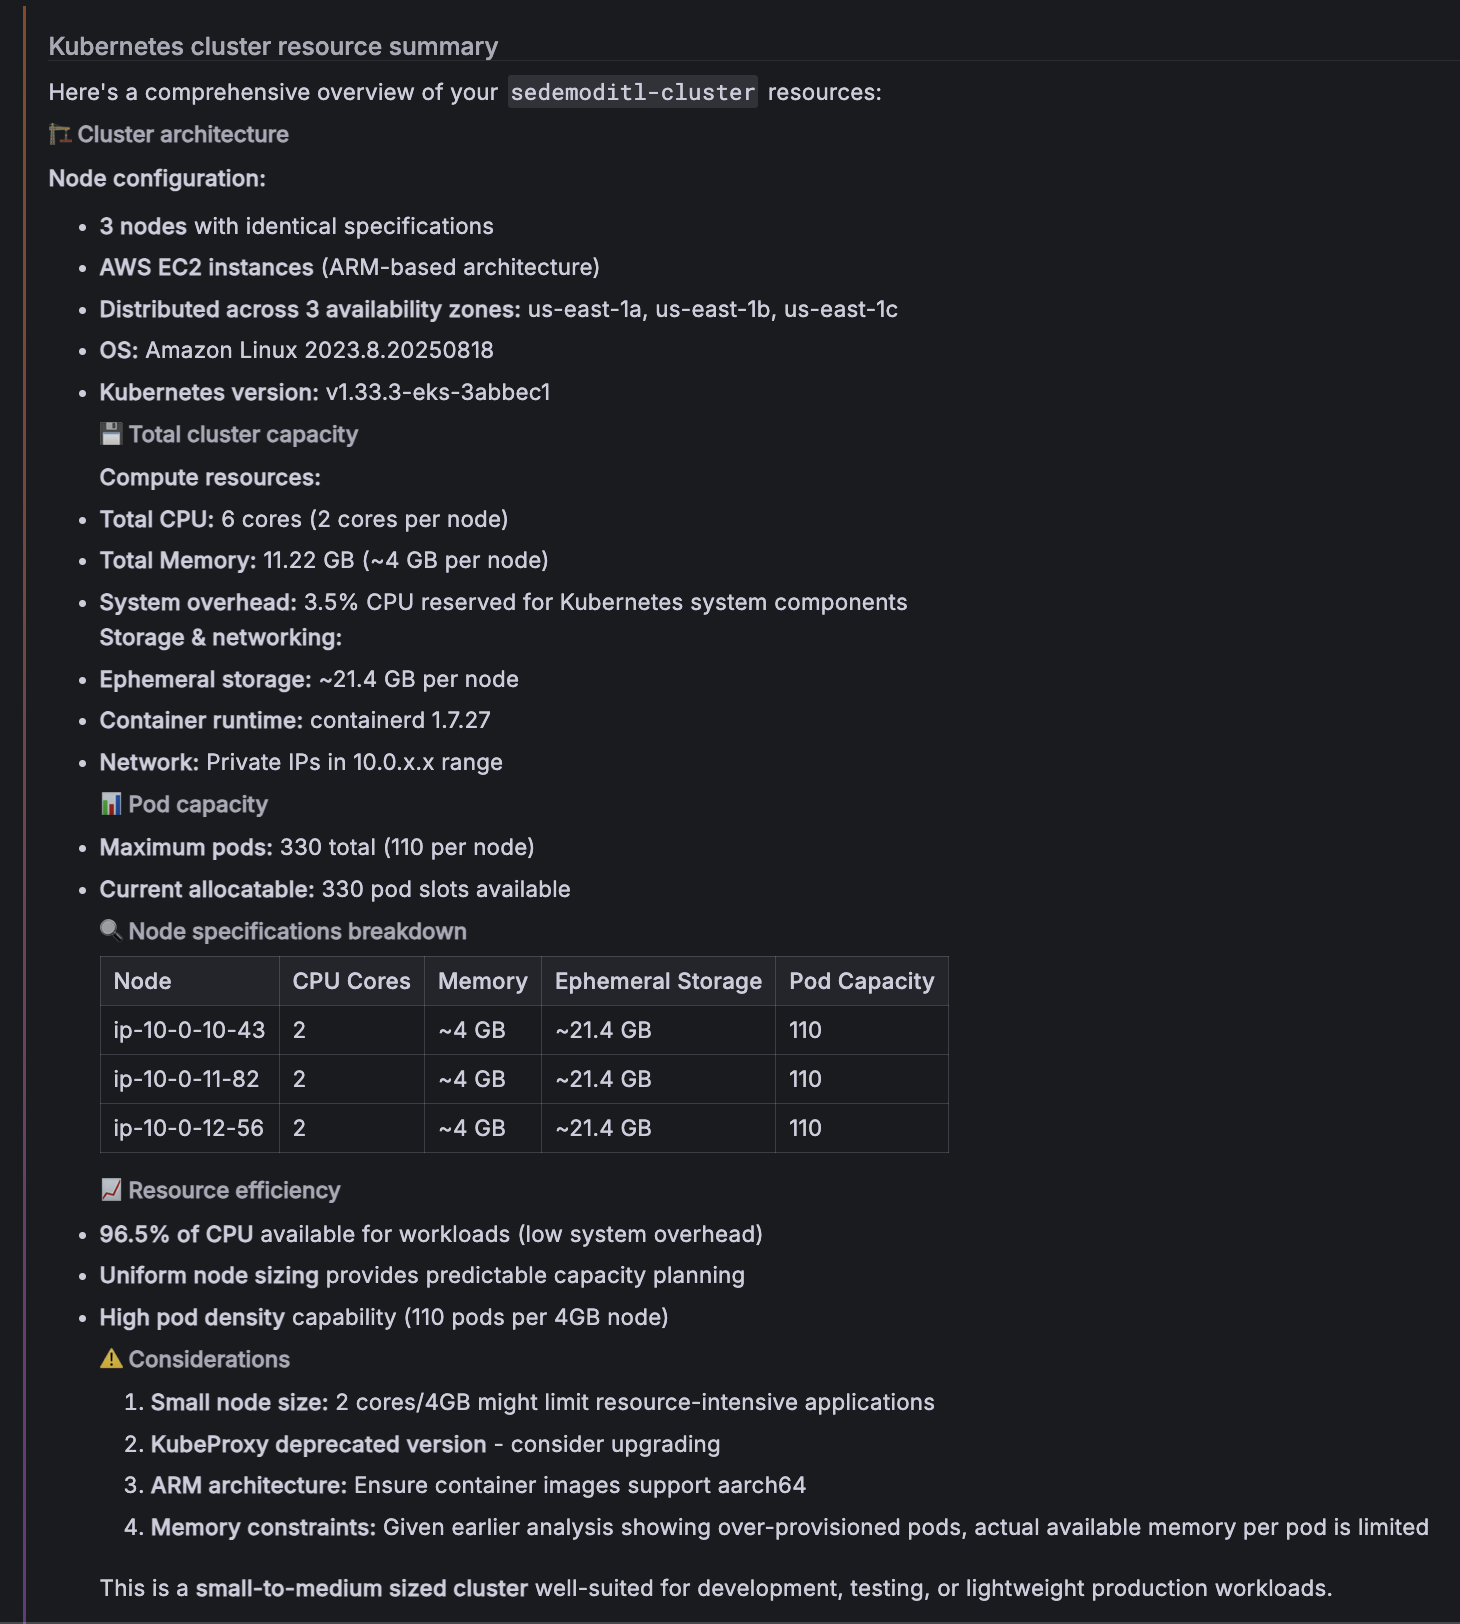 Kubernetes cluster resource summary
Here's a comprehensive overview of your sedemoditl-cluster resources:
🏗️ Cluster architecture
Node configuration:
• 3 nodes with identical specifications
• AWS EC2 instances (ARM-based architecture)
• Distributed across 3 availability zones: us-east-1a, us-east-1b, us-east-1c
• OS: Amazon Linux 2023.8.20250818
• Kubernetes version: v1.33.3-eks-3abbec1
💾 Total cluster capacity
Compute resources:
• Total CPU: 6 cores (2 cores per node)
• Total Memory: 11.22 GB (~4 GB per node)
• System overhead: 3.5% CPU reserved for Kubernetes system components
Storage & networking:
• Ephemeral storage: ~21.4 GB per node
• Container runtime: containerd 1.7.27
• Network: Private IPs in 10.0.x.x range
📊 Pod capacity
• Maximum pods: 330 total (110 per node)
• Current allocatable: 330 pod slots available
🔍 Node specifications breakdown
Node CPU Cores Memory Ephemeral Storage Pod Capacity
ip-10-0-10-43 2 ~4 GB ~21.4 GB 110
ip-10-0-11-82 2 ~4 GB ~21.4 GB 110
ip-10-0-12-56 2 ~4 GB ~21.4 GB 110
📈 Resource efficiency
• 96.5% of CPU available for workloads (low system overhead)
• Uniform node sizing provides predictable capacity planning
• High pod density capability (110 pods per 4GB node)
⚠️ Considerations
1. Small node size: 2 cores/4GB might limit resource-intensive applications
2. KubeProxy deprecated version - consider upgrading
3. ARM architecture: Ensure container images support aarch64
4. Memory constraints: Given earlier analysis showing over-provisioned pods, actual available memory per pod is limited
This is a small-to-medium sized cluster well-suited for development, testing, or lightweight production workloads.